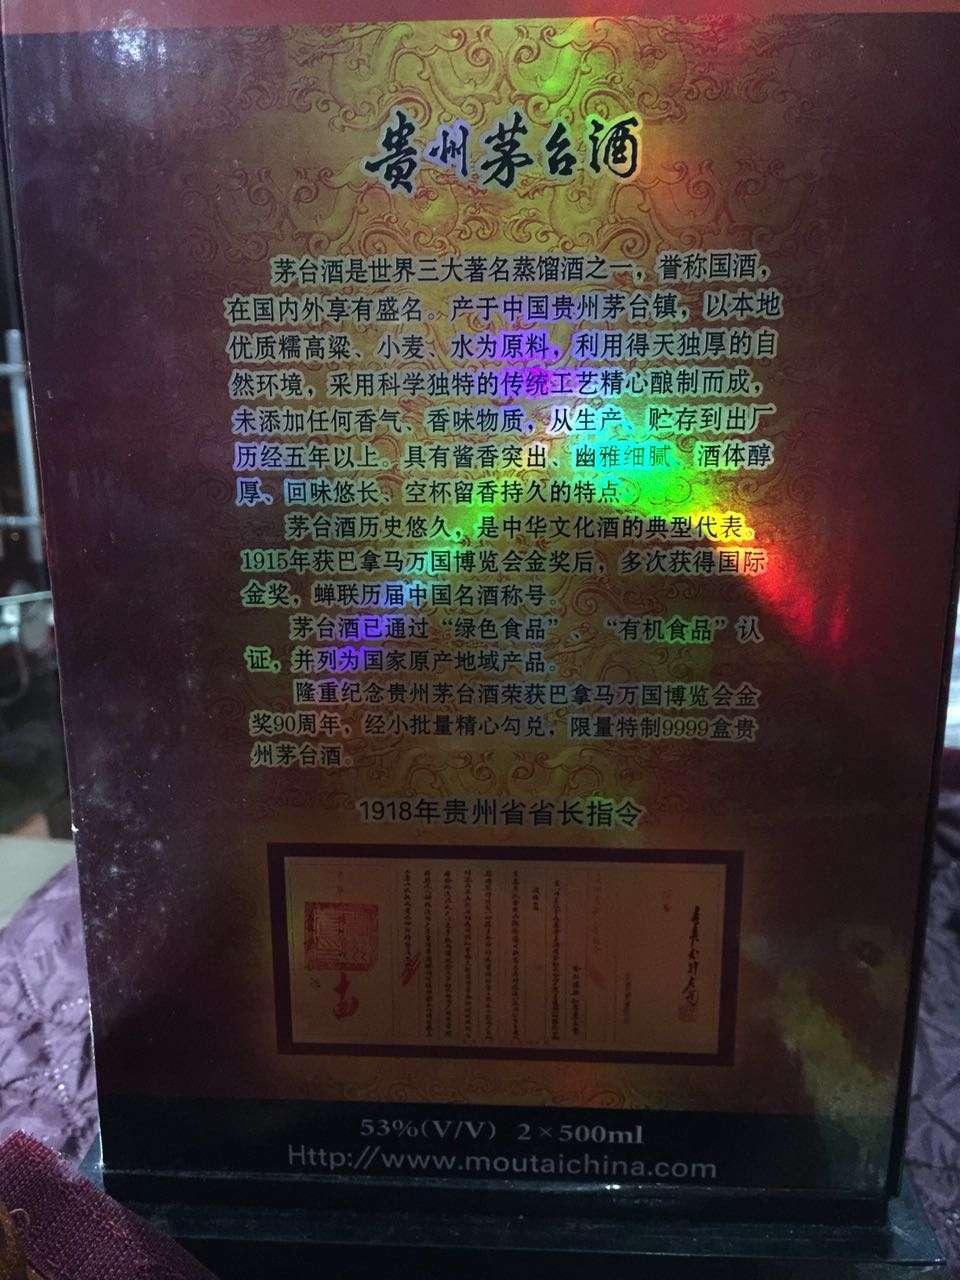 贵州茅台酒
茅台酒是世界三大著名蒸馏酒之一，誉称国酒，
在国内外享有盛名。产于中国贵州茅台镇，以本地
优质糯高粱、小麦、水为原料，利用得天独厚的自
然环境，采用科学独特的传统工艺精心酿制而成，
未添加任何香气、香味物质，从生产、贮存到出厂
历经五年以上。具有酱香突出、幽雅细腻、酒体醇
厚、回味悠长、空杯留香持久的特点。
茅台酒历史悠久，是中华文化酒的典型代表。
1915年获巴拿马万国博览会金奖后，多次获得国际
金奖，蝉联历届中国名酒称号。
茅台酒已通过“绿色食品”、“有机食品”认
证，并列为国家原产地域产品。
隆重纪念贵州茅台酒荣获巴拿马万国博览会金
奖90周年，经小批量精心勾兑，限量特制9999盒贵
州茅台酒。
1918年贵州省省长指令
53%(V/V) 2×500ml
Http://www.moutaichina.com